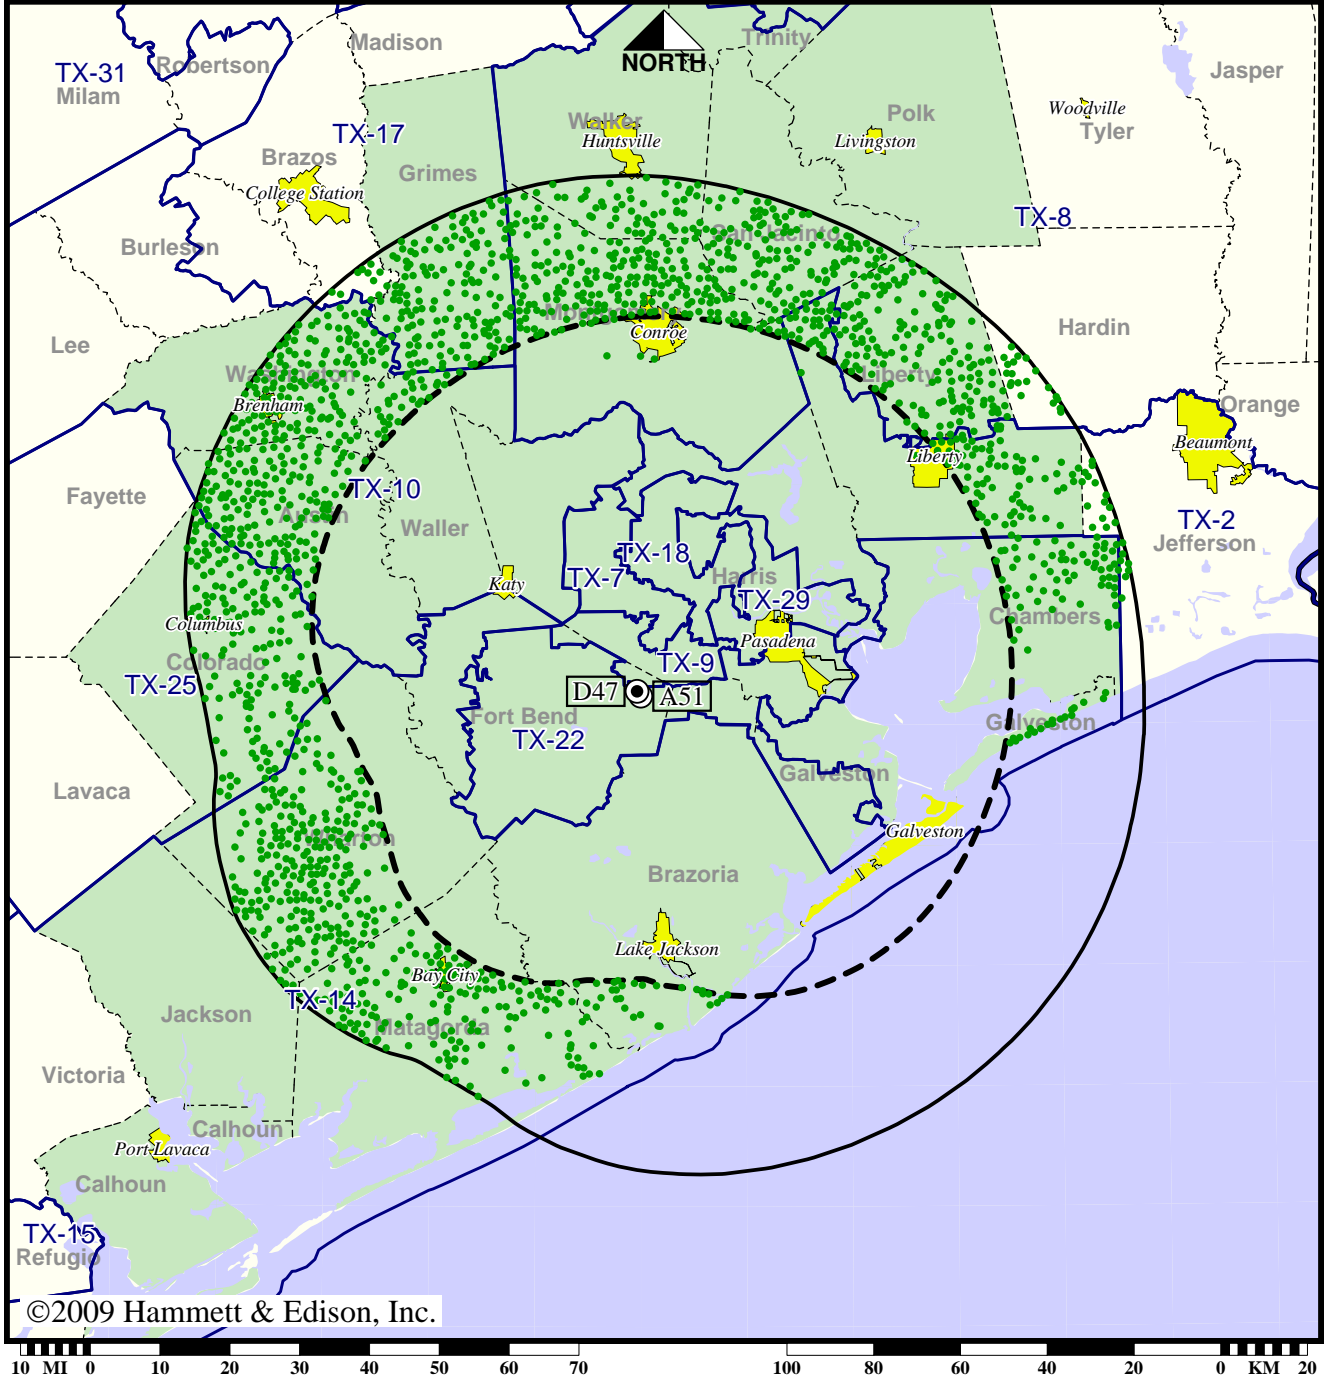 Madison
Trinity
Robertson
NORTH
TX-31
Milam
Jasper
Walker
Huntsville
Polk
Livingston
Woodville
Tyler
TX-17
Brazos
Grimes
College Station
TX-8
San Jacinto
Burleson
Montgomery
Conroe
Hardin
Lee
Washington
Liberty
Brenham
Orange
Beaumont
Liberty
TX-10
Fayette
Austin
Waller
TX-2
Jefferson
TX-18
TX-7
Harris
Katy
TX-29
Chambers
Columbus
Pasadena
Colorado
TX-9
TX-25
D47
A51
Fort Bend
TX-22
Galveston
Galveston
Lavaca
Wharton
Galveston
Brazoria
Lake Jackson
Bay City
TX-14
Jackson
Matagorda
Victoria
Calhoun
Port Lavaca
Calhoun
TX-15
Refugio
©2009 Hammett & Edison, Inc.
10 MI 0 10 20 30 40 50 60 70 100 80 60 40 20 0 KM 20